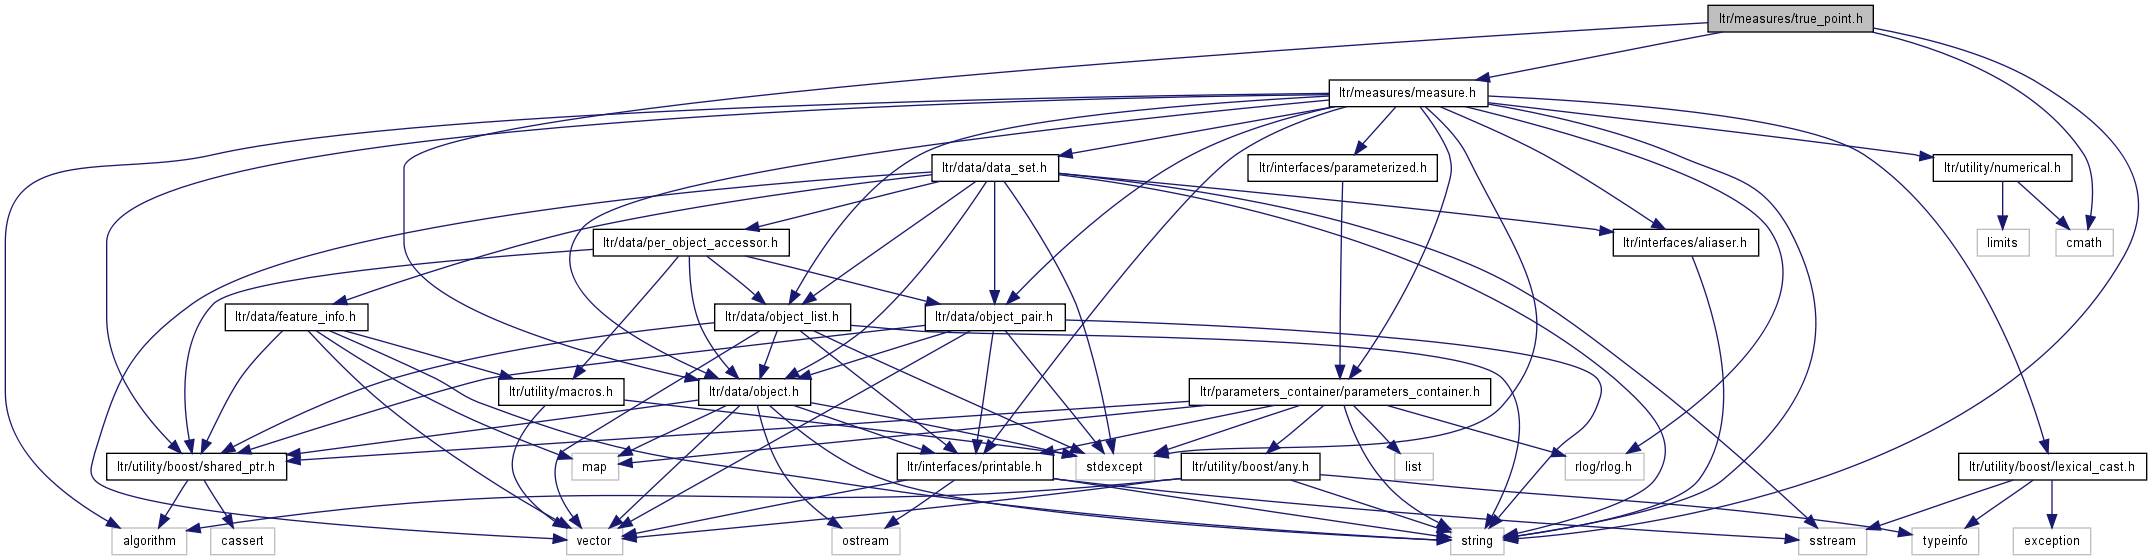 ltr/measures/true_point.h
ltr/measures/measure.h
ltr/data/data_set.h
ltr/interfaces/parameterized.h
ltr/utility/numerical.h
ltr/data/per_object_accessor.h
ltr/interfaces/aliaser.h
limits
cmath
ltr/data/feature_info.h
ltr/data/object_list.h
ltr/data/object_pair.h
ltr/utility/macros.h
ltr/data/object.h
ltr/parameters_container/parameters_container.h
ltr/utility/boost/shared_ptr.h
map
ltr/interfaces/printable.h
stdexcept
ltr/utility/boost/any.h
list
rlog/rlog.h
ltr/utility/boost/lexical_cast.h
algorithm
cassert
vector
ostream
string
sstream
typeinfo
exception